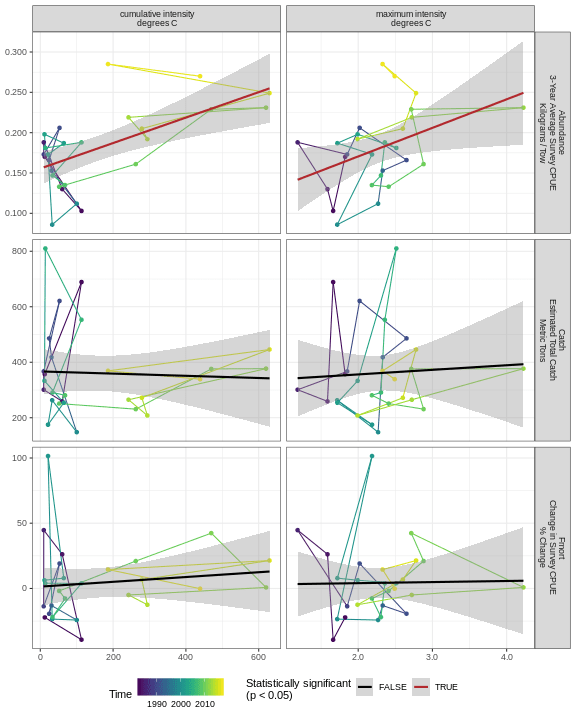 cumulative intensity
degrees C
maximum intensity
degrees C
0.300
0.250
0.200
0.150
0.100
Abundance
3-Year Average Survey CPUE
Kilograms / Tow
800
600
400
200
Catch
Estimated Total Catch
Metric Tons
100
50
0
Fmort
Change in Survey CPUE
% Change
0
200
400
600
2.0
3.0
4.0
Time
1990 2000 2010
Statistically significant
(p < 0.05)
FALSE
TRUE